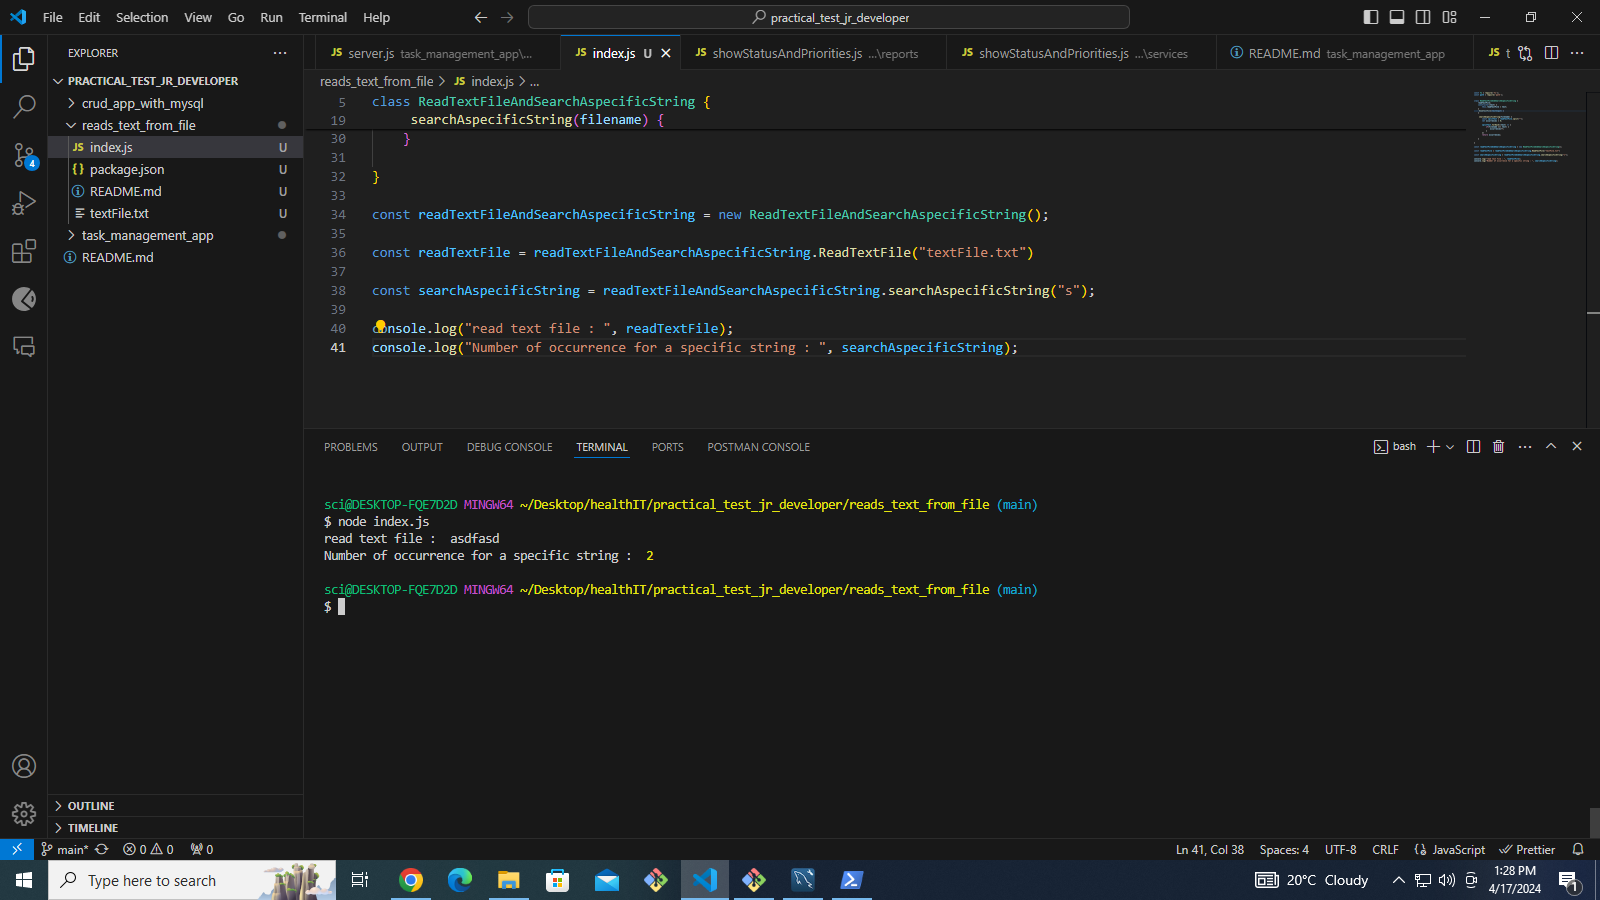 File Edit Selection View Go Run Terminal Help
practical_test_jr_developer
EXPLORER
PRACTICAL_TEST_JR_DEVELOPER
crud_app_with_mysql
reads_text_from_file
JS index.js U
{} package.json U
README.md U
textFile.txt U
task_management_app
README.md
OUTLINE
TIMELINE
JS server.js task_management_app\...
JS index.js U
JS showStatusAndPriorities.js ...\reports
JS showStatusAndPriorities.js ...\services
README.md task_management_app
JS t
reads_text_from_file > JS index.js > ...
5 class ReadTextFileAndSearchAspecificString {
19 searchAspecificString(filename) {
30 }
31
32 }
33
34 const readTextFileAndSearchAspecificString = new ReadTextFileAndSearchAspecificString();
35
36 const readTextFile = readTextFileAndSearchAspecificString.ReadTextFile("textFile.txt")
37
38 const searchAspecificString = readTextFileAndSearchAspecificString.searchAspecificString("s");
39
40 console.log("read text file : ", readTextFile);
41 console.log("Number of occurrence for a specific string : ", searchAspecificString);
PROBLEMS OUTPUT DEBUG CONSOLE TERMINAL PORTS POSTMAN CONSOLE
bash
sci@DESKTOP-FQE7D2D MINGW64 ~/Desktop/healthIT/practical_test_jr_developer/reads_text_from_file (main)
$ node index.js
read text file :  asdfasd
Number of occurrence for a specific string :  2
sci@DESKTOP-FQE7D2D MINGW64 ~/Desktop/healthIT/practical_test_jr_developer/reads_text_from_file (main)
$
4
main* 0 0 0
Ln 41, Col 38 Spaces: 4 UTF-8 CRLF {} JavaScript Prettier
Type here to search
20°C Cloudy
1:28 PM
4/17/2024
1